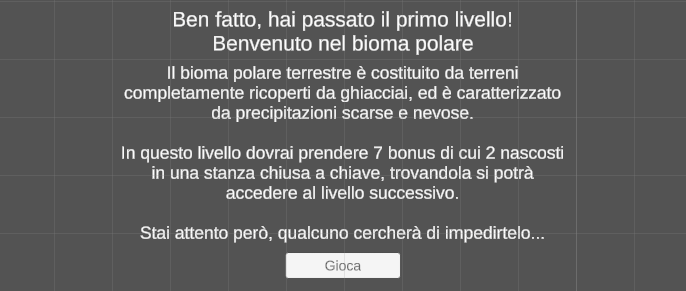 Ben fatto, hai passato il primo livello!
Benvenuto nel bioma polare
Il bioma polare terrestre è costituito da terreni
completamente ricoperti da ghiacciai, ed è caratterizzato
da precipitazioni scarse e nevose.
In questo livello dovrai prendere 7 bonus di cui 2 nascosti
in una stanza chiusa a chiave, trovandola si potrà
accedere al livello successivo.
Stai attento però, qualcuno cercherà di impedirtelo...
Gioca